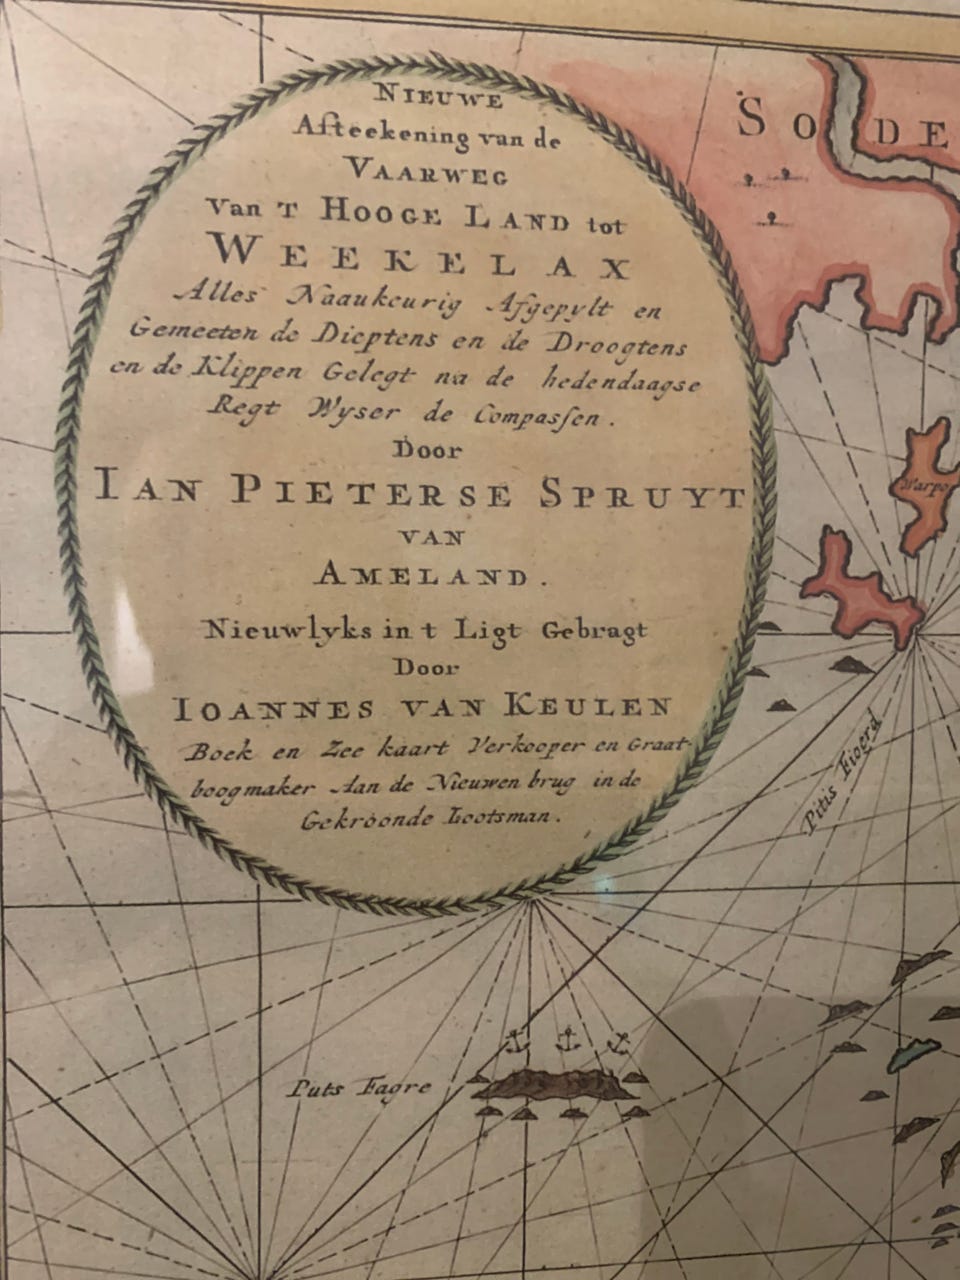 NIEUWE
Afteekening van de
VAARWEG
Van 'T HOOGE LAND tot
WEEKELAX
Alles Naaukeurig Afgepylt en
Gemeeten de Dieptens en de Droogtens
en de Klippen Gelegt na de hedendaagse
Regt Wyser de Compassen.
Door
IAN PIETERSE SPRUYT
VAN
AMELAND.
Nieuwlyks in t Ligt Gebragt
Door
IOANNES VAN KEULEN
Boek en Zee kaart Verkooper en Graat-
boogmaker Aan de Nieuwen brug in de
Gekroonde Lootsman.
SODE
Warpo
Pitis Fioerd
Puts Fagre